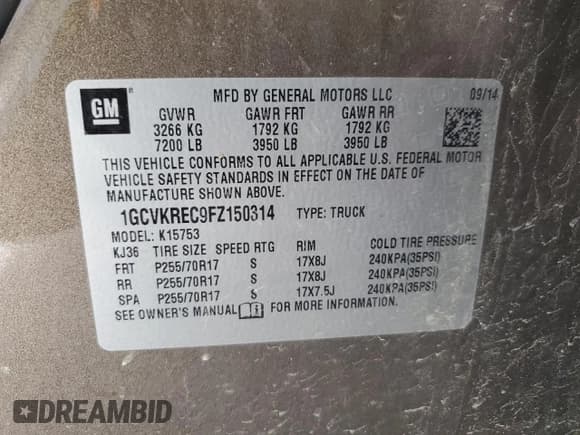 GM
MFD BY GENERAL MOTORS LLC 09/14
GVWR GAWR FRT GAWR RR
3266 KG 1792 KG 1792 KG
7200 LB 3950 LB 3950 LB
THIS VEHICLE CONFORMS TO ALL APPLICABLE U.S. FEDERAL MOTOR
VEHICLE SAFETY STANDARDS IN EFFECT ON THE DATE OF
MANUFACTURE SHOWN ABOVE.
1GCVKREC9FZ150314 TYPE: TRUCK
MODEL: K15753
KJ36 TIRE SIZE SPEED RTG RIM COLD TIRE PRESSURE
FRT P255/70R17 S 17X8J 240KPA(35PSI)
RR P255/70R17 S 17X8J 240KPA(35PSI)
SPA P255/70R17 S 17X7.5J 240KPA(35PSI)
SEE OWNER'S MANUAL FOR MORE INFORMATION.
DREAMBID